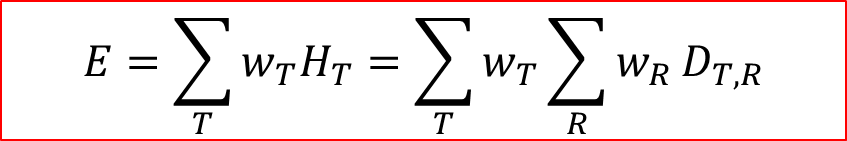 E = ∑_T w_T H_T = ∑_T w_T ∑_R w_R D_{T,R}